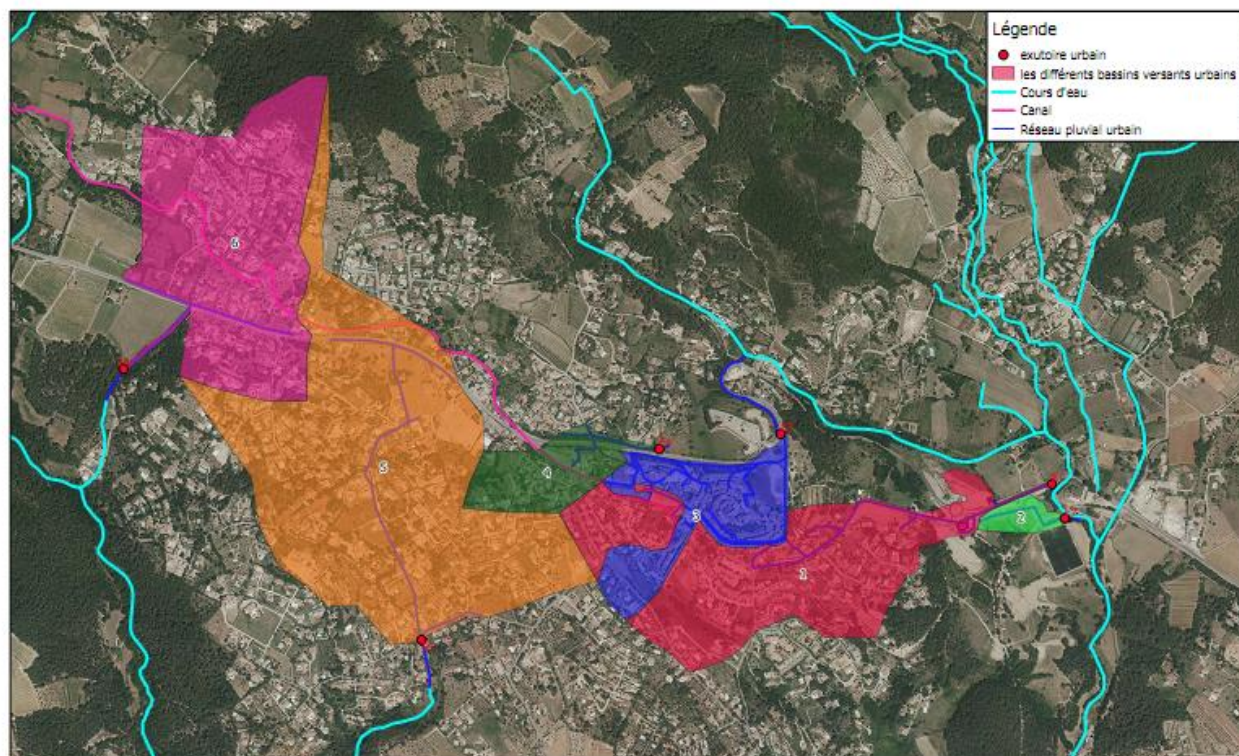 Légende
exutoire urbain
les différents bassins versants urbains
Cours d'eau
Canal
Réseau pluvial urbain
6
5
4
3
2
1